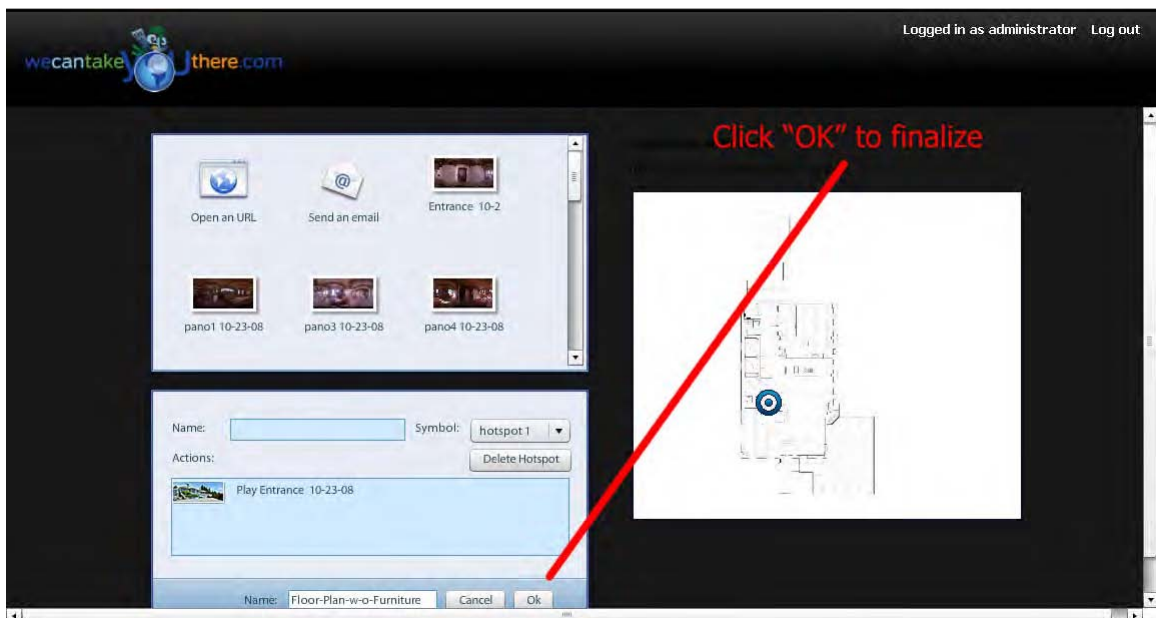 Logged in as administrator Log out
wecantakeyouthere.com
Click "OK" to finalize
Open an URL
Send an email
Entrance 10-2
pano1 10-23-08
pano3 10-23-08
pano4 10-23-08
Name:
Symbol:
hotspot 1
Actions:
Delete Hotspot
Play Entrance 10-23-08
Name: Floor-Plan-w-o-Furniture Cancel Ok